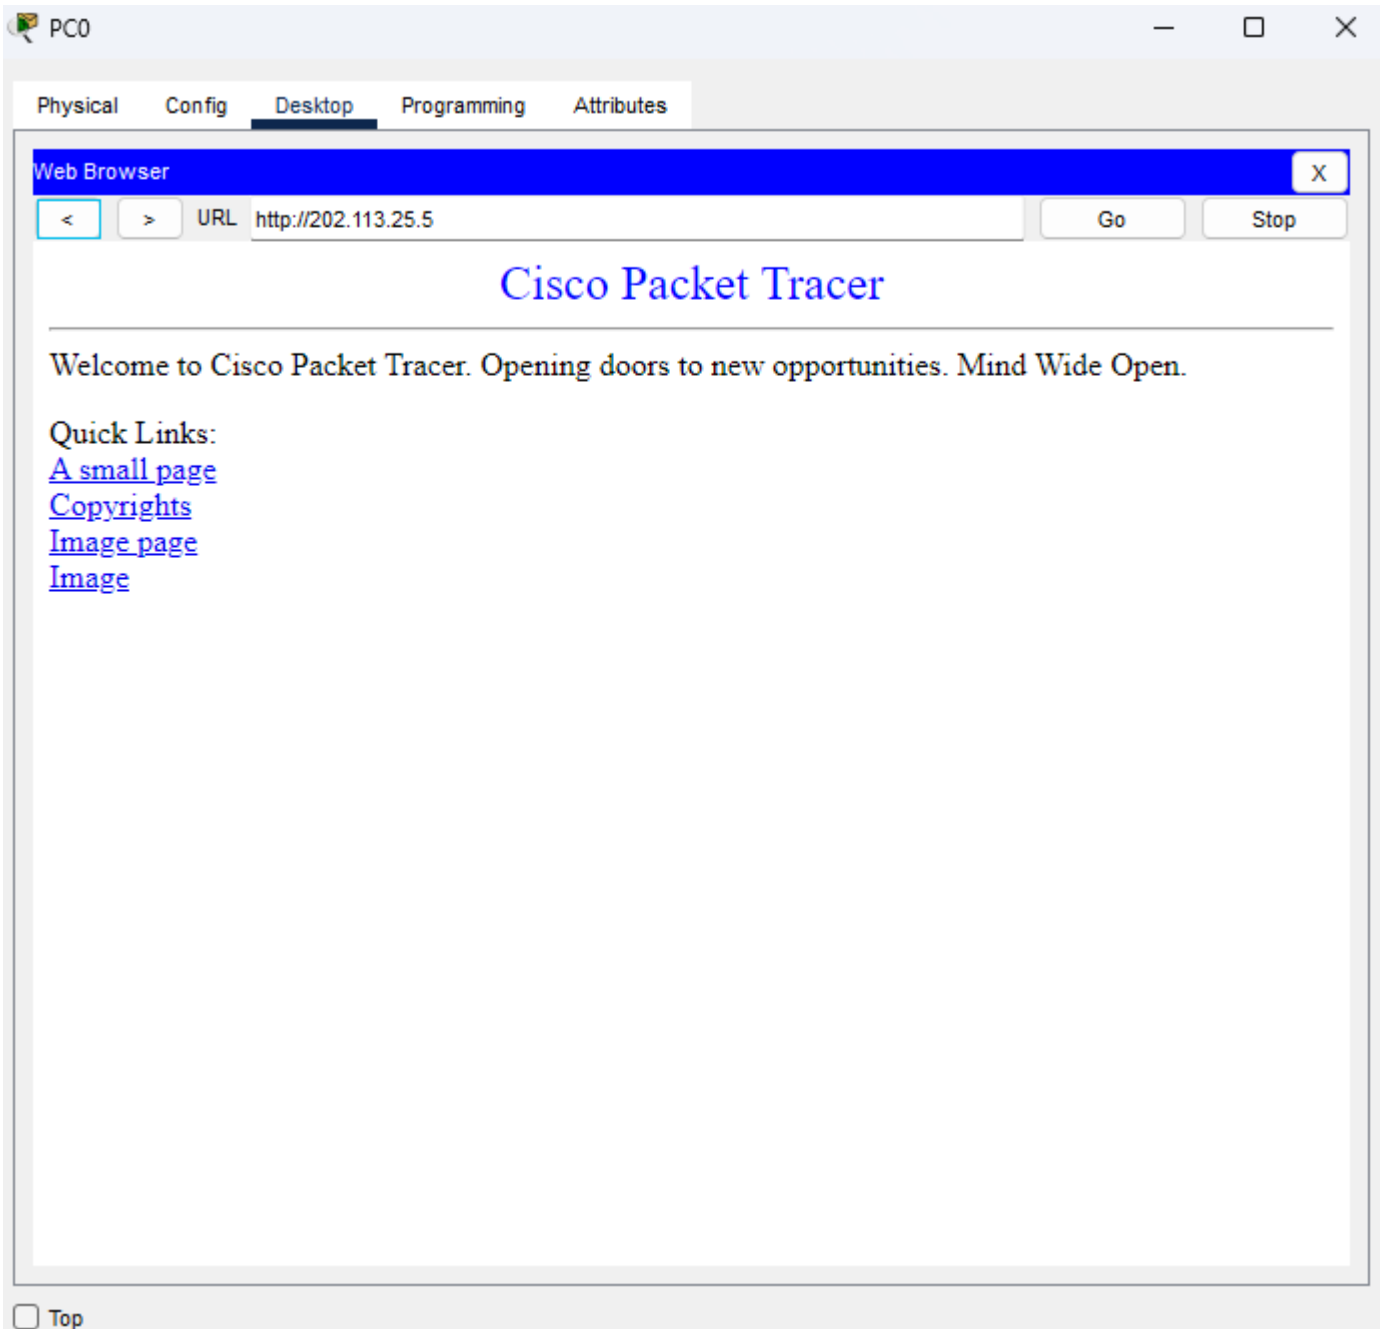 PC0
Physical Config Desktop Programming Attributes
Web Browser X
< > URL http://202.113.25.5 Go Stop
Cisco Packet Tracer
Welcome to Cisco Packet Tracer. Opening doors to new opportunities. Mind Wide Open.
Quick Links:
A small page
Copyrights
Image page
Image
Top